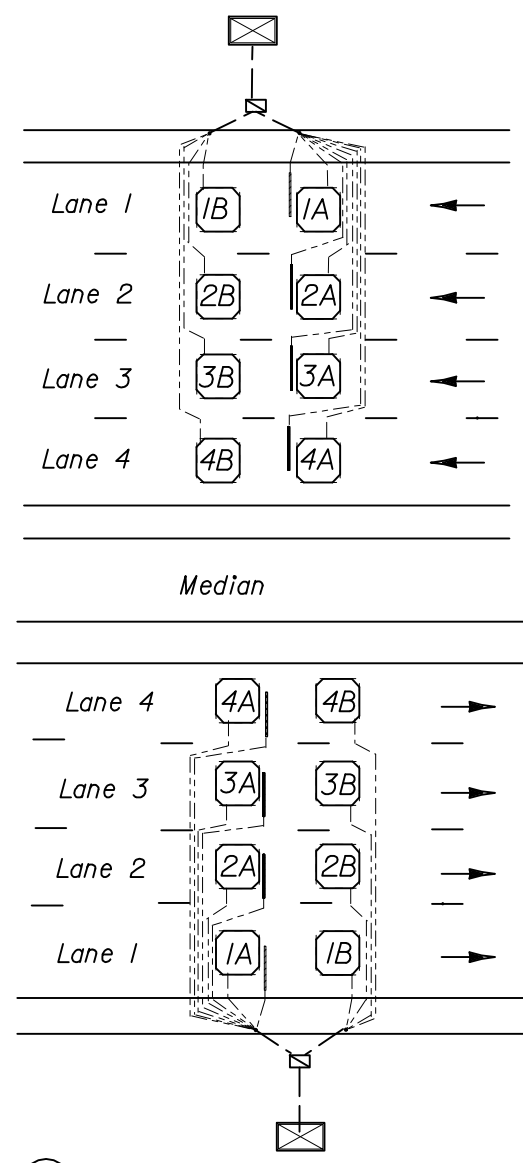 Lane 1 1B 1A
Lane 2 2B 2A
Lane 3 3B 3A
Lane 4 4B 4A
Median
Lane 4 4A 4B
Lane 3 3A 3B
Lane 2 2A 2B
Lane 1 1A 1B